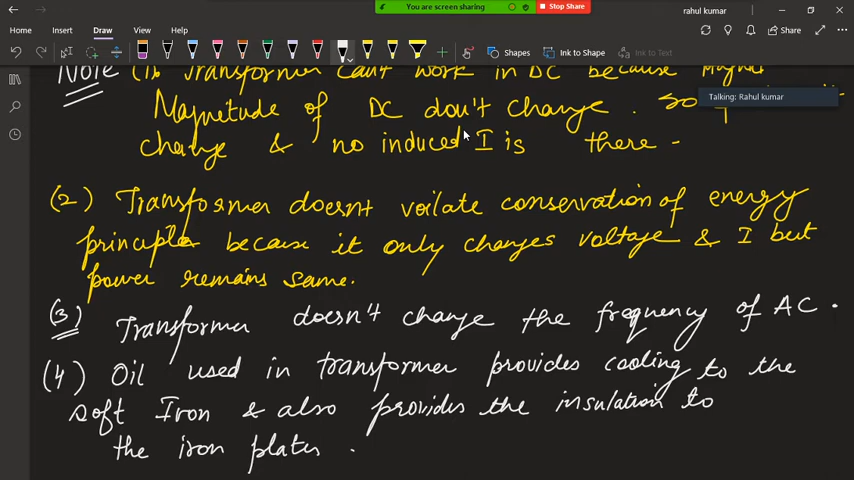 You are screen sharing
Stop Share
rahul kumar
Home Insert Draw View Help
Share
Shapes Ink to Shape Ink to Text
Talking: Rahul kumar
Note (1) Transformer can't work in DC because
Magnitude of DC don't change . So
change & no induced I is there -
(2) Transformer doesnt voilate conservation of energy
principle because it only changes voltage & I but
power remains same.
(3) Transformer doesn't change the frequency of AC .
(4) Oil used in transformer provides cooling to the
soft Iron & also provides the insulation to
the iron plates .